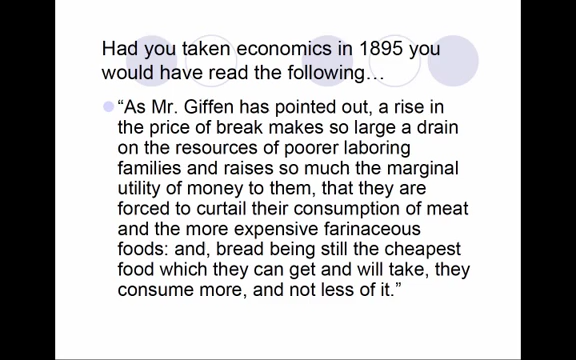 Had you taken economics in 1895 you
would have read the following…
“As Mr. Giffen has pointed out, a rise in
the price of break makes so large a drain
on the resources of poorer laboring
families and raises so much the marginal
utility of money to them, that they are
forced to curtail their consumption of meat
and the more expensive farinaceous
foods: and, bread being still the cheapest
food which they can get and will take, they
consume more, and not less of it.”